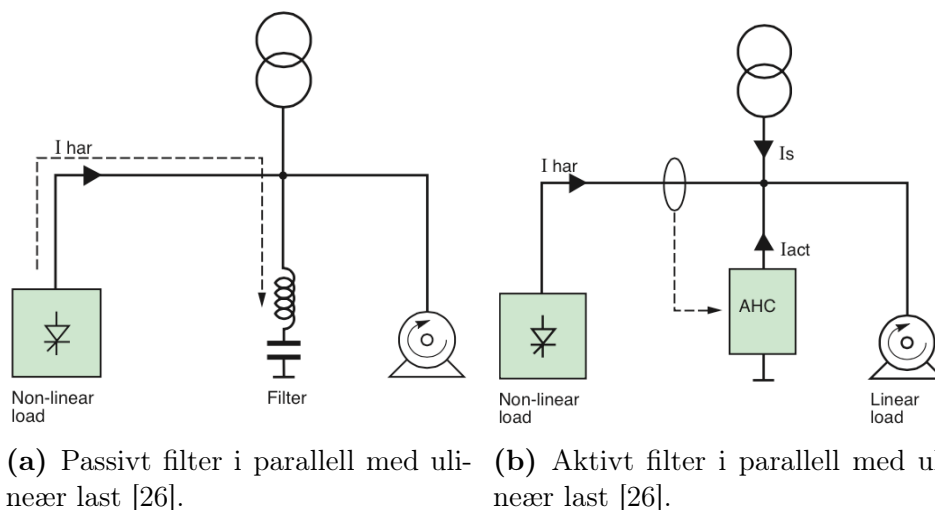 I har
Non-linear
load
Filter
(a) Passivt filter i parallell med uli-
neær last [26].
Is
I har
Iact
AHC
Non-linear
load
Linear
load
(b) Aktivt filter i parallell med ul
neær last [26].